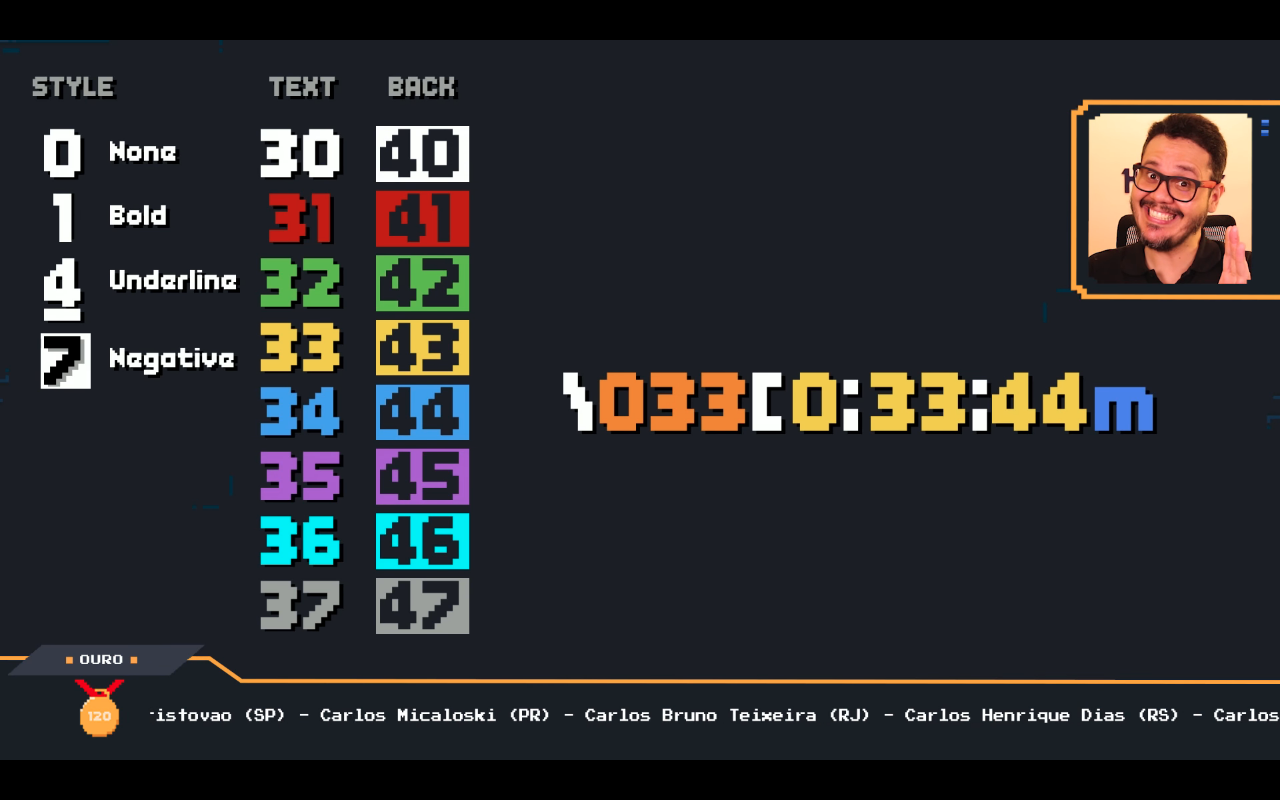 STYLE TEXT BACK
0 None 30 40
1 Bold 31 41
4 Underline 32 42
7 Negative 33 43
34 44
35 45
36 46
37 47
\033[0:33:44m
OURO
120
istovao (SP) - Carlos Micaloski (PR) - Carlos Bruno Teixeira (RJ) - Carlos Henrique Dias (RS) - Carlos